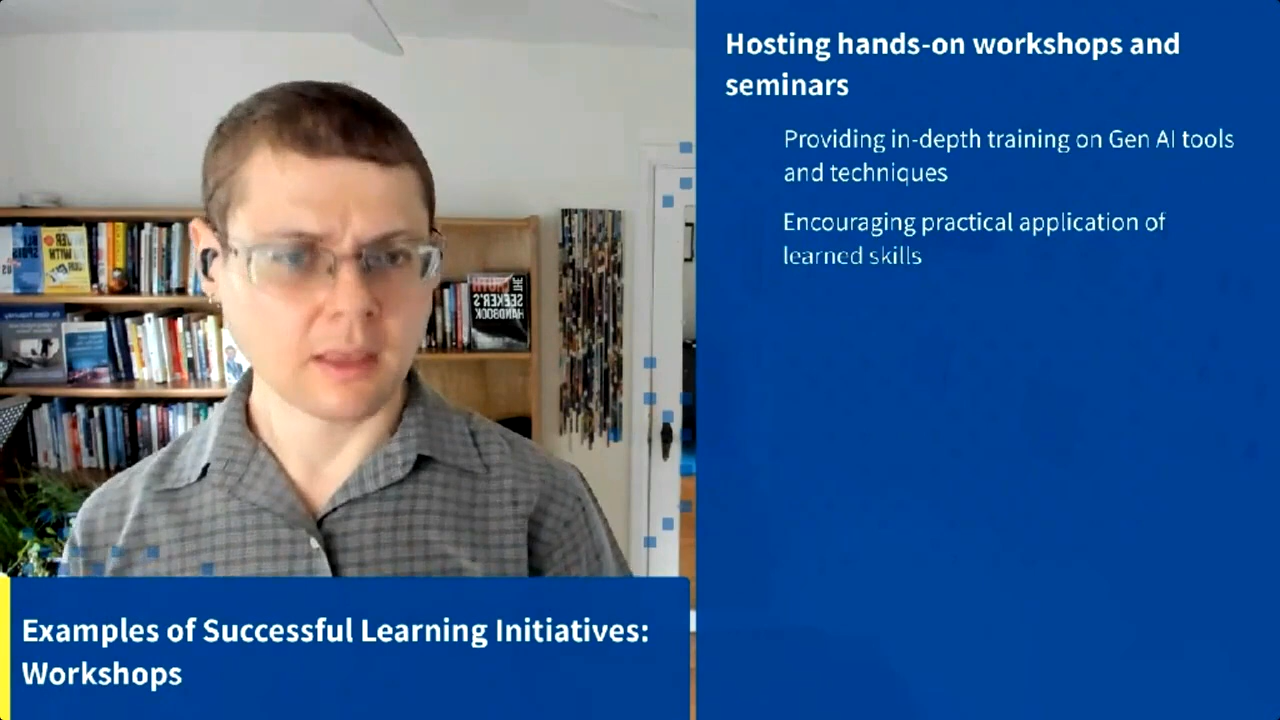 Hosting hands-on workshops and
seminars
Providing in-depth training on Gen AI tools
and techniques
Encouraging practical application of
learned skills
THE
SEEKER'S
HANDBOOK
Examples of Successful Learning Initiatives:
Workshops